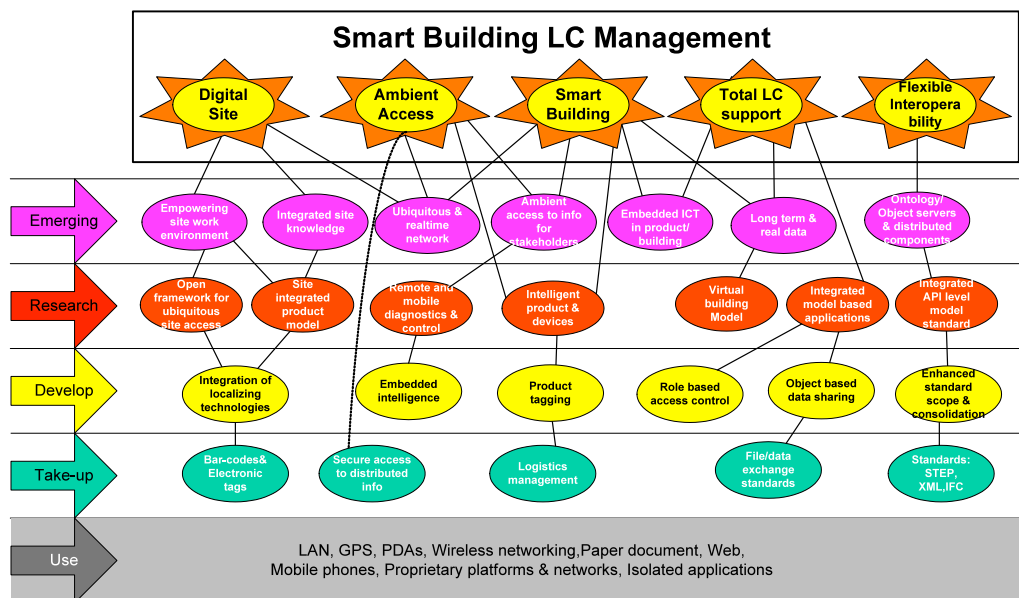 Smart Building LC Management
Digital
Site
Ambient
Access
Smart
Building
Total LC
support
Flexible
Interopera
bility
Emerging
Empowering
site work
environment
Integrated site
knowledge
Ubiquitous &
realtime
network
Ambient
access to info
for
stakeholders
Embedded ICT
in product/
building
Long term &
real data
Ontology/
Object servers
& distributed
components
Research
Open
framework for
ubiquitous
site access
Site
integrated
product
model
Remote and
mobile
diagnostics &
control
Intelligent
product &
devices
Virtual
building
Model
Integrated
model based
applications
Integrated
API level
model
standard
Develop
Integration of
localizing
technologies
Embedded
intelligence
Product
tagging
Role based
access control
Object based
data sharing
Enhanced
standard
scope &
consolidation
Take-up
Bar-codes&
Electronic
tags
Secure access
to distributed
info
Logistics
management
File/data
exchange
standards
Standards:
STEP,
XML,IFC
Use
LAN, GPS, PDAs, Wireless networking,Paper document, Web,
Mobile phones, Proprietary platforms & networks, Isolated applications